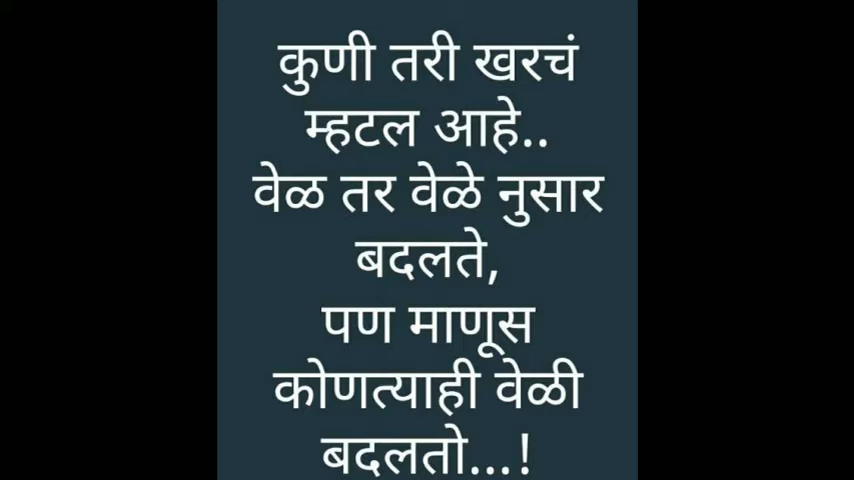 कुणी तरी खरचं
म्हटल आहे..
वेळ तर वेळे नुसार
बदलते,
पण माणूस
कोणत्याही वेळी
बदलतो...!